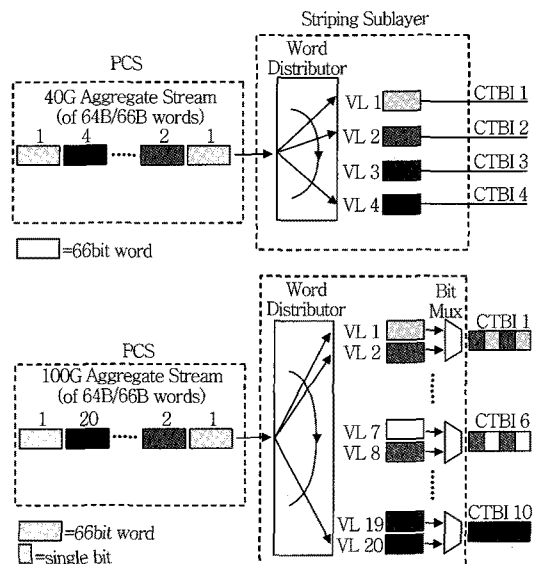 Striping Sublayer
PCS
Word
Distributor
40G Aggregate Stream
(of 64B/66B words)
1 4 ····· 2 1
VL 1
VL 2
VL 3
VL 4
CTBI 1
CTBI 2
CTBI 3
CTBI 4
=66bit word
Word
Distributor
Bit
Mux
PCS
100G Aggregate Stream
(of 64B/66B words)
1 20 ····· 2 1
VL 1
VL 2
CTBI 1
VL 7
VL 8
CTBI 6
VL 19
VL 20
CTBI 10
=66bit word
=single bit